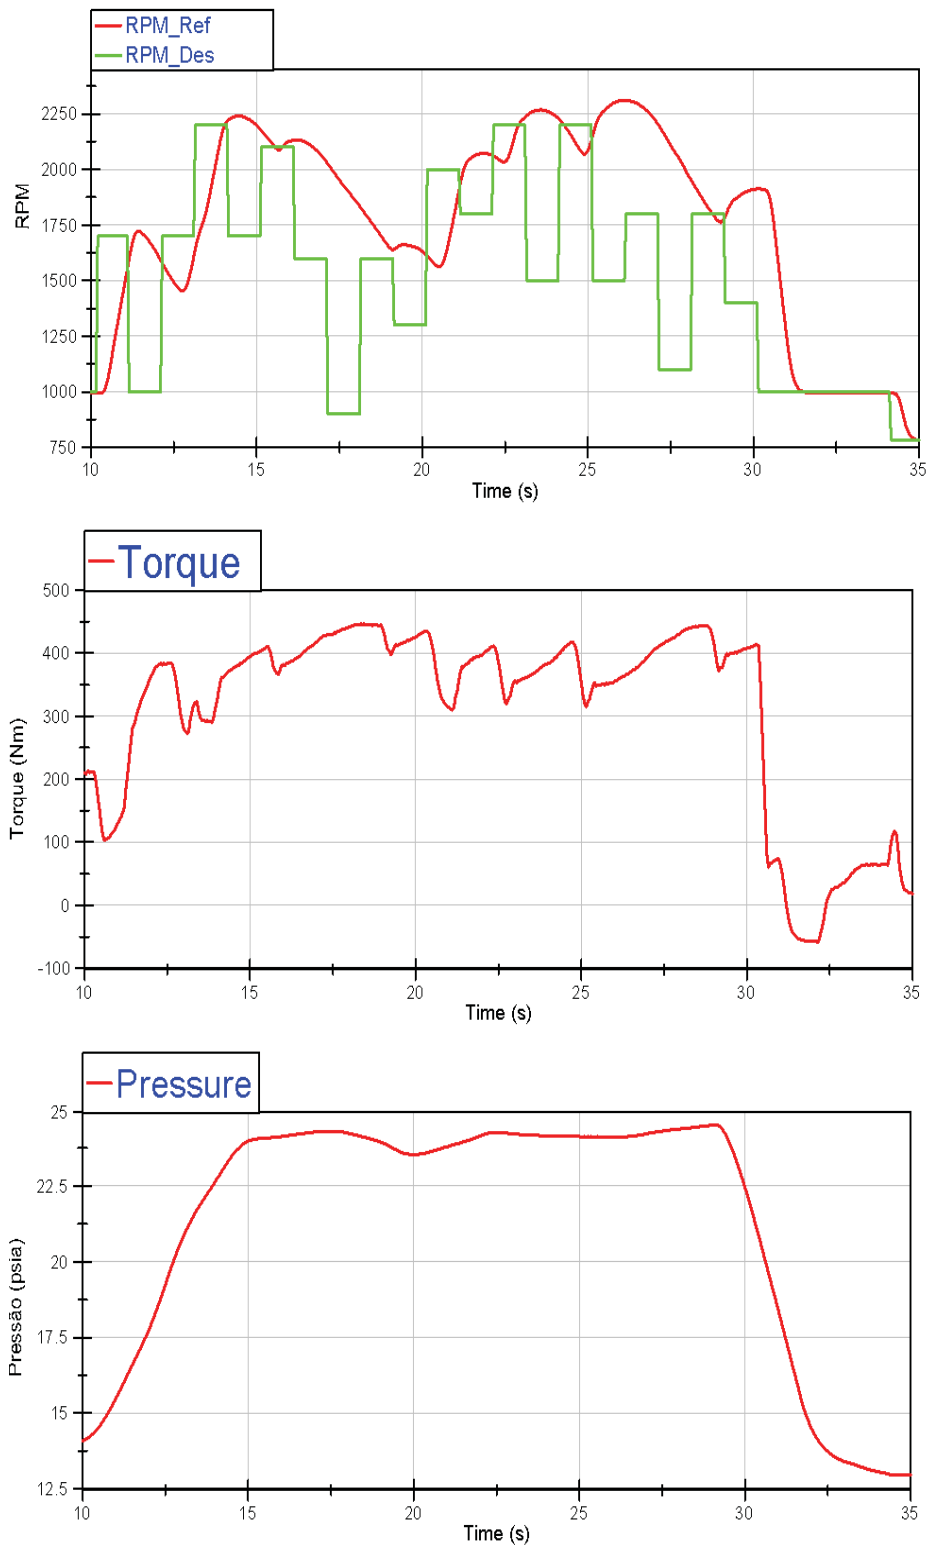 RPM_Ref
RPM_Des
RPM
2250
2000
1750
1500
1250
1000
750
10 15 20 25 30 35
Time (s)
Torque
Torque (Nm)
500
400
300
200
100
0
-100
10 15 20 25 30 35
Time (s)
Pressure
Pressão (psia)
25
22.5
20
17.5
15
12.5
10 15 20 25 30 35
Time (s)